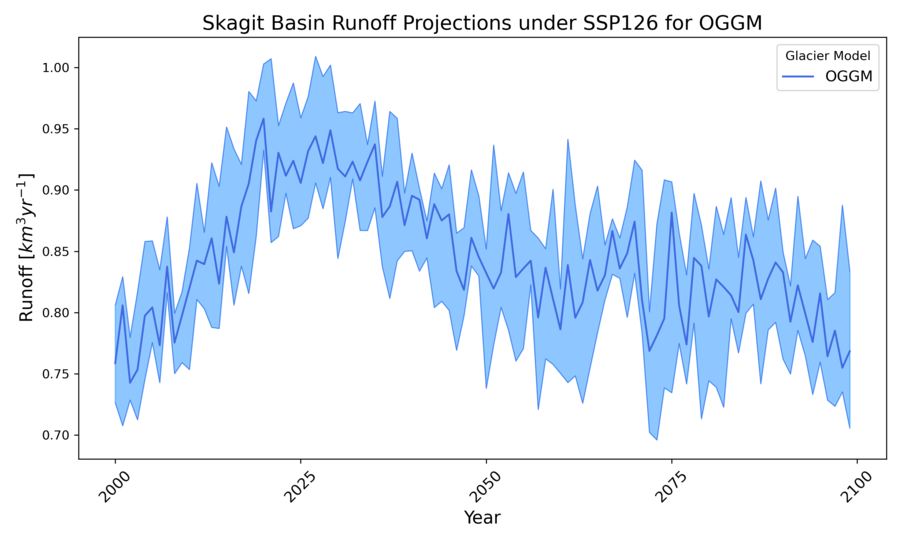 Skagit Basin Runoff Projections under SSP126 for OGGM
Glacier Model
OGGM
Runoff [km³yr⁻¹]
1.00
0.95
0.90
0.85
0.80
0.75
0.70
2000
2025
2050
2075
2100
Year